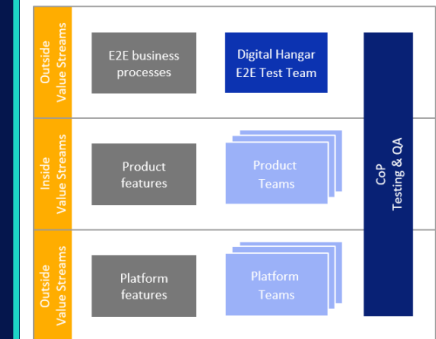 Outside
Value Streams
E2E business
processes
Digital Hangar
E2E Test Team
Inside
Value Streams
Product
features
Product
Teams
CoP
Testing & QA
Outside
Value Streams
Platform
features
Platform
Teams